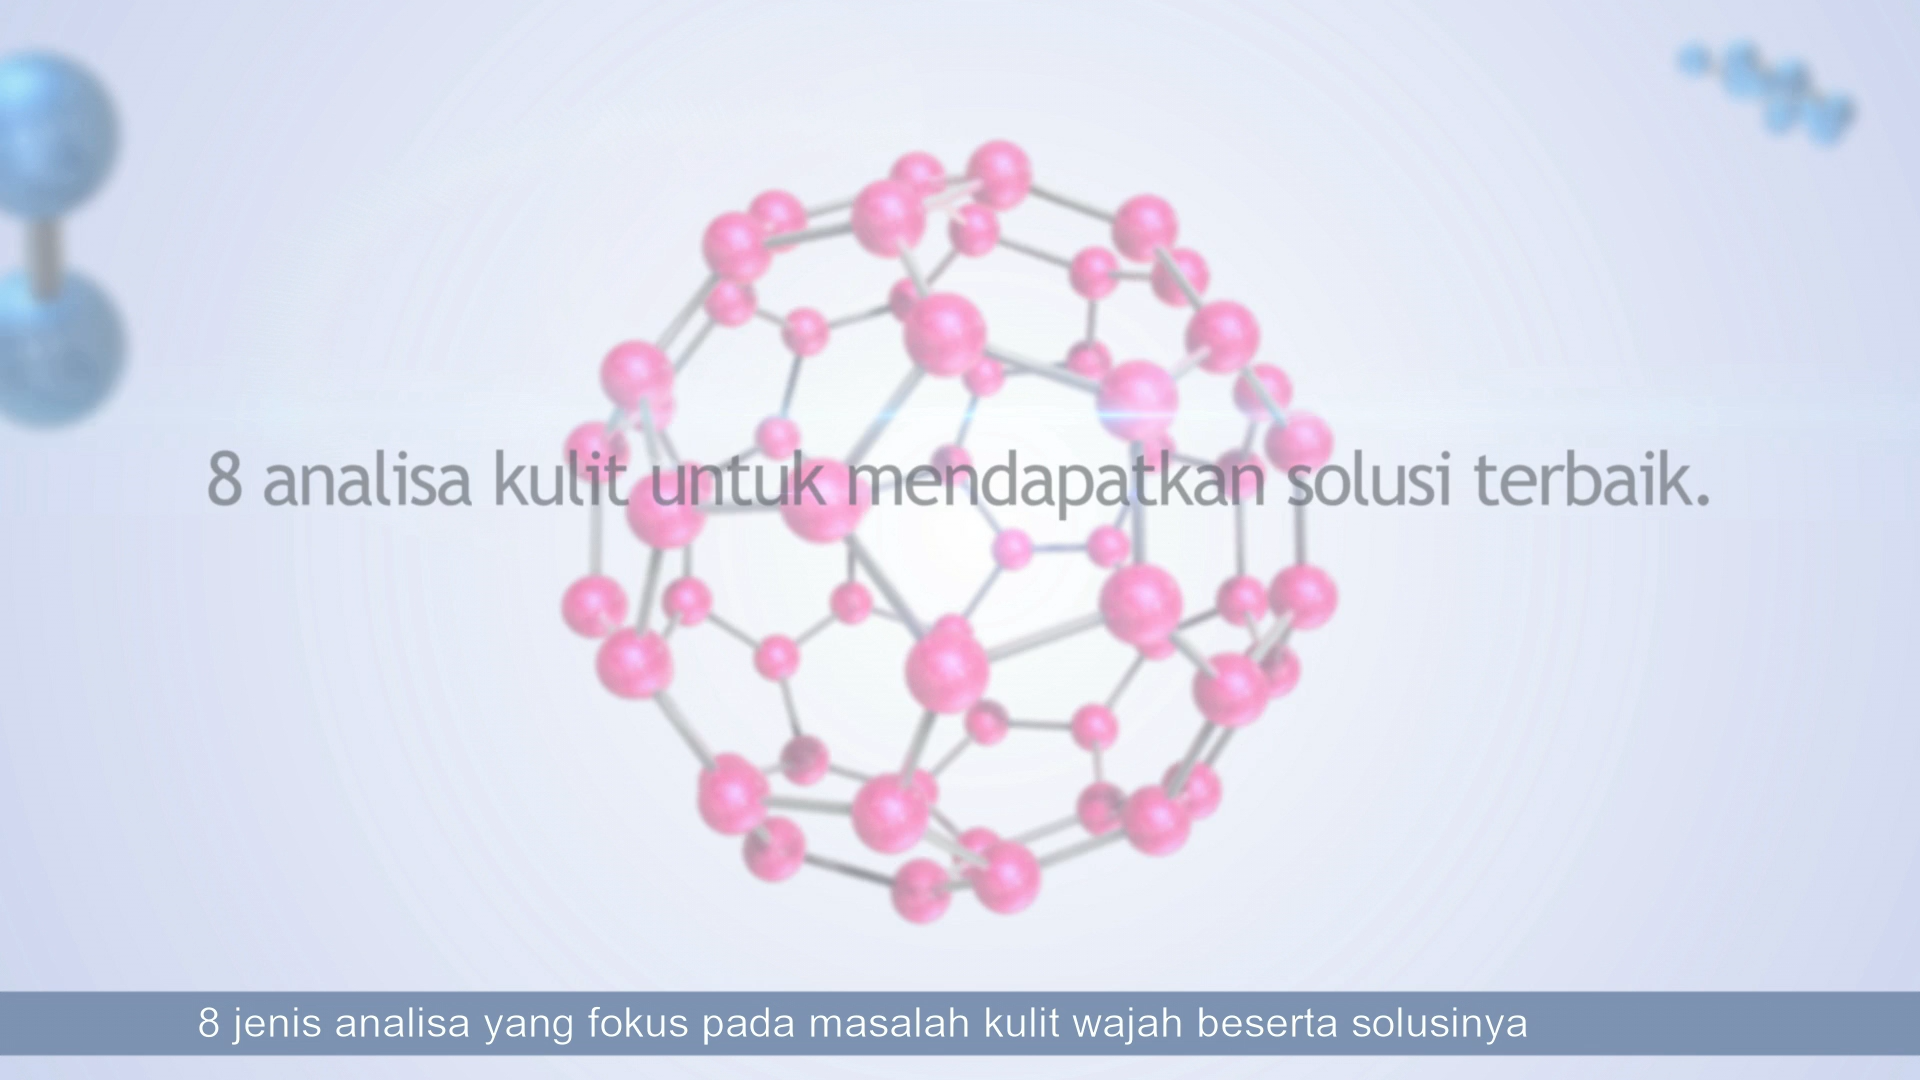 8 analisa kulit untuk mendapatkan solusi terbaik.
8 jenis analisa yang fokus pada masalah kulit wajah beserta solusinya